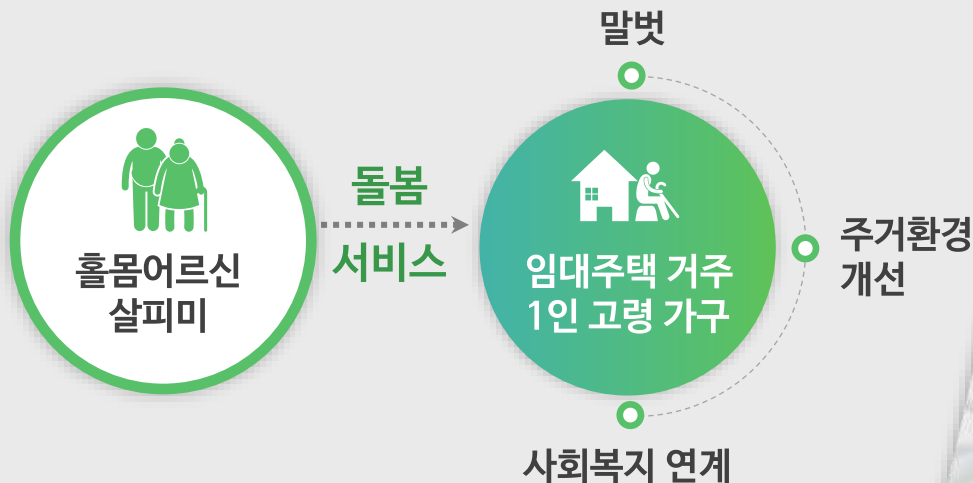 말벗
홀몸어르신
살피미
돌봄
서비스
임대주택 거주
1인 고령 가구
주거환경
개선
사회복지 연계